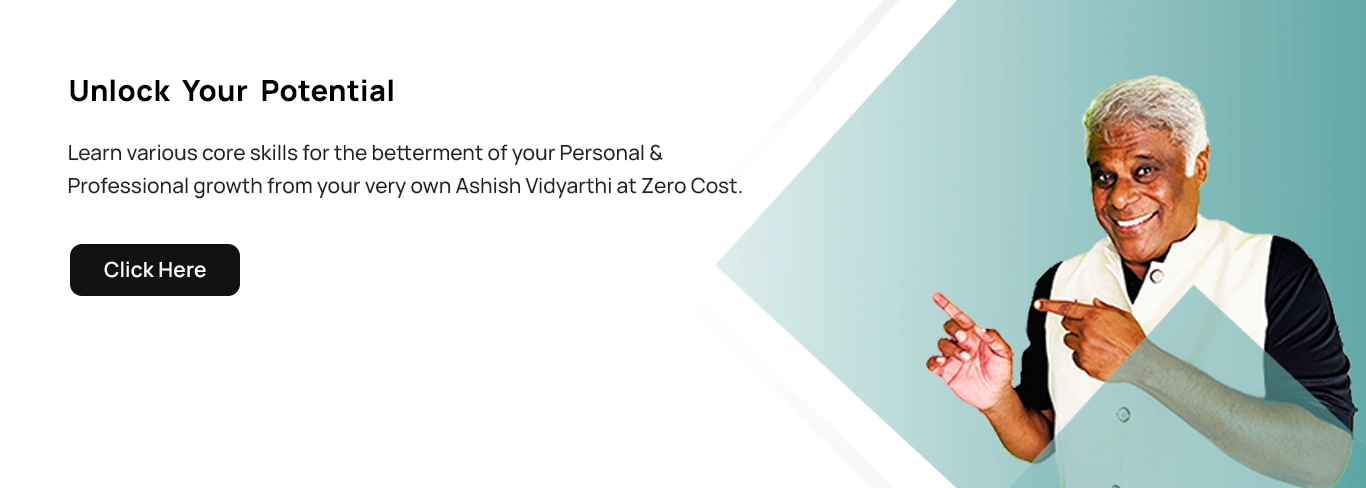 Unlock Your Potential
Learn various core skills for the betterment of your Personal &
Professional growth from your very own Ashish Vidyarthi at Zero Cost.
Click Here